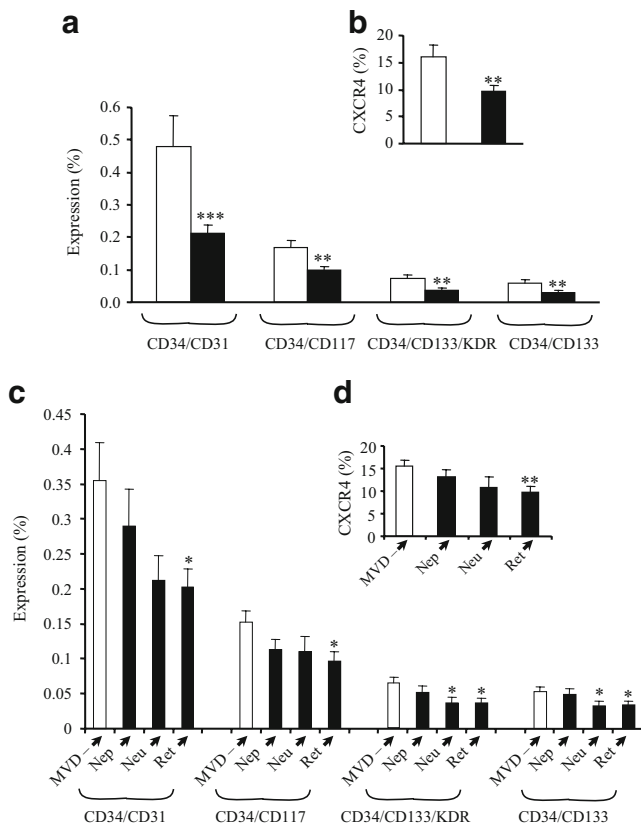 a
b
CXCR4 (%)
20
15
10
5
0
**
Expression (%)
0.6
0.5
0.4
0.3
0.2
0.1
0.0
***
**
**
**
CD34/CD31
CD34/CD117
CD34/CD133/KDR
CD34/CD133
c
d
CXCR4 (%)
20
15
10
5
0
**
MVD–
Nep
Neu
Ret
Expression (%)
0.45
0.4
0.35
0.3
0.25
0.2
0.15
0.1
0.05
0
*
*
*
*
*
*
MVD–
Nep
Neu
Ret
MVD–
Nep
Neu
Ret
MVD–
Nep
Neu
Ret
MVD–
Nep
Neu
Ret
CD34/CD31
CD34/CD117
CD34/CD133/KDR
CD34/CD133